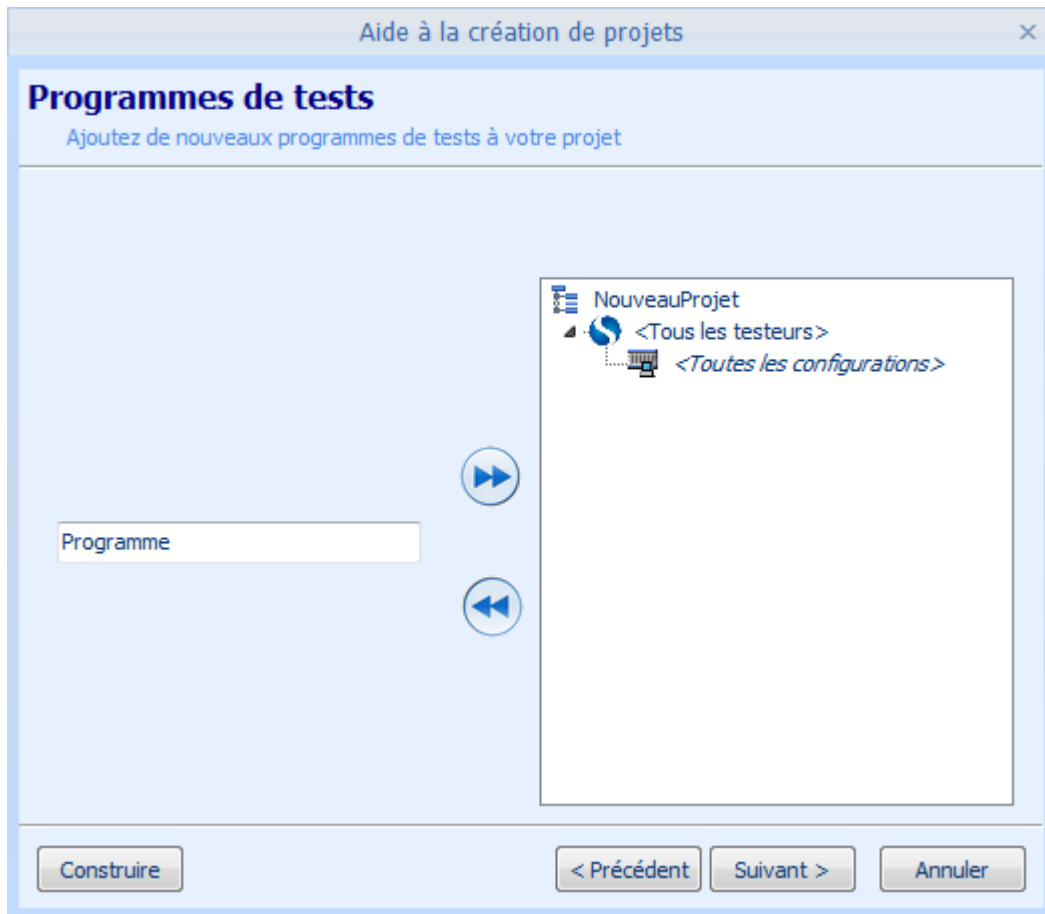 Aide à la création de projets
Programmes de tests
Ajoutez de nouveaux programmes de tests à votre projet
NouveauProjet
<Tous les testeurs>
<Toutes les configurations>
Programme
Construire
< Précédent
Suivant >
Annuler